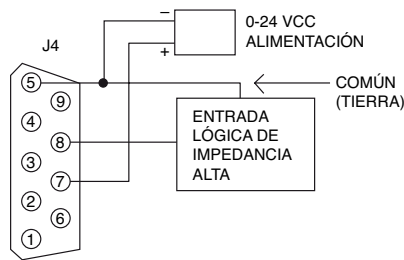 –
0-24 VCC
ALIMENTACIÓN
+
J4
5
9
4
8
3
7
2
6
1
COMÚN
(TIERRA)
ENTRADA
LÓGICA DE
IMPEDANCIA
ALTA